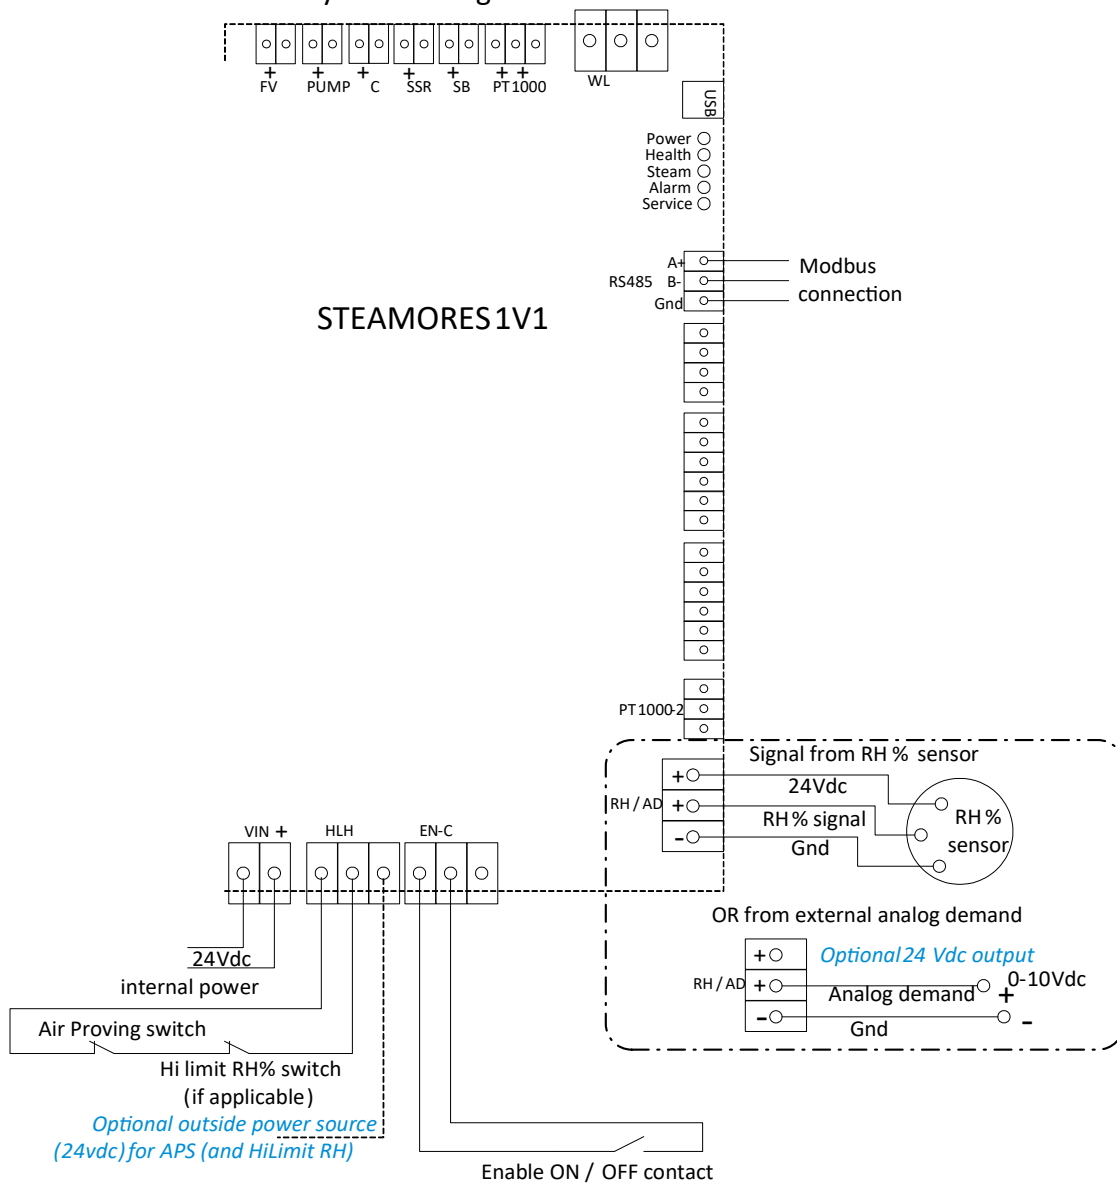 + + + + + + +
FV PUMP C SSR SB PT1000
WL
USB
Power
Health
Steam
Alarm
Service
A+
RS485 B-
Gnd
Modbus
connection
STEAMORES 1V1
PT1000-2
Signal from RH % sensor
+
24Vdc
RH / AD +
RH% signal
-
Gnd
RH %
sensor
VIN + HLH EN-C
OR from external analog demand
24Vdc
internal power
+ Optional 24 Vdc output
RH / AD +
Analog demand
0-10Vdc
+
-
Gnd
-
Air Proving switch
Hi limit RH% switch
(if applicable)
Optional outside power source
(24vdc) for APS (and HiLimit RH)
Enable ON / OFF contact